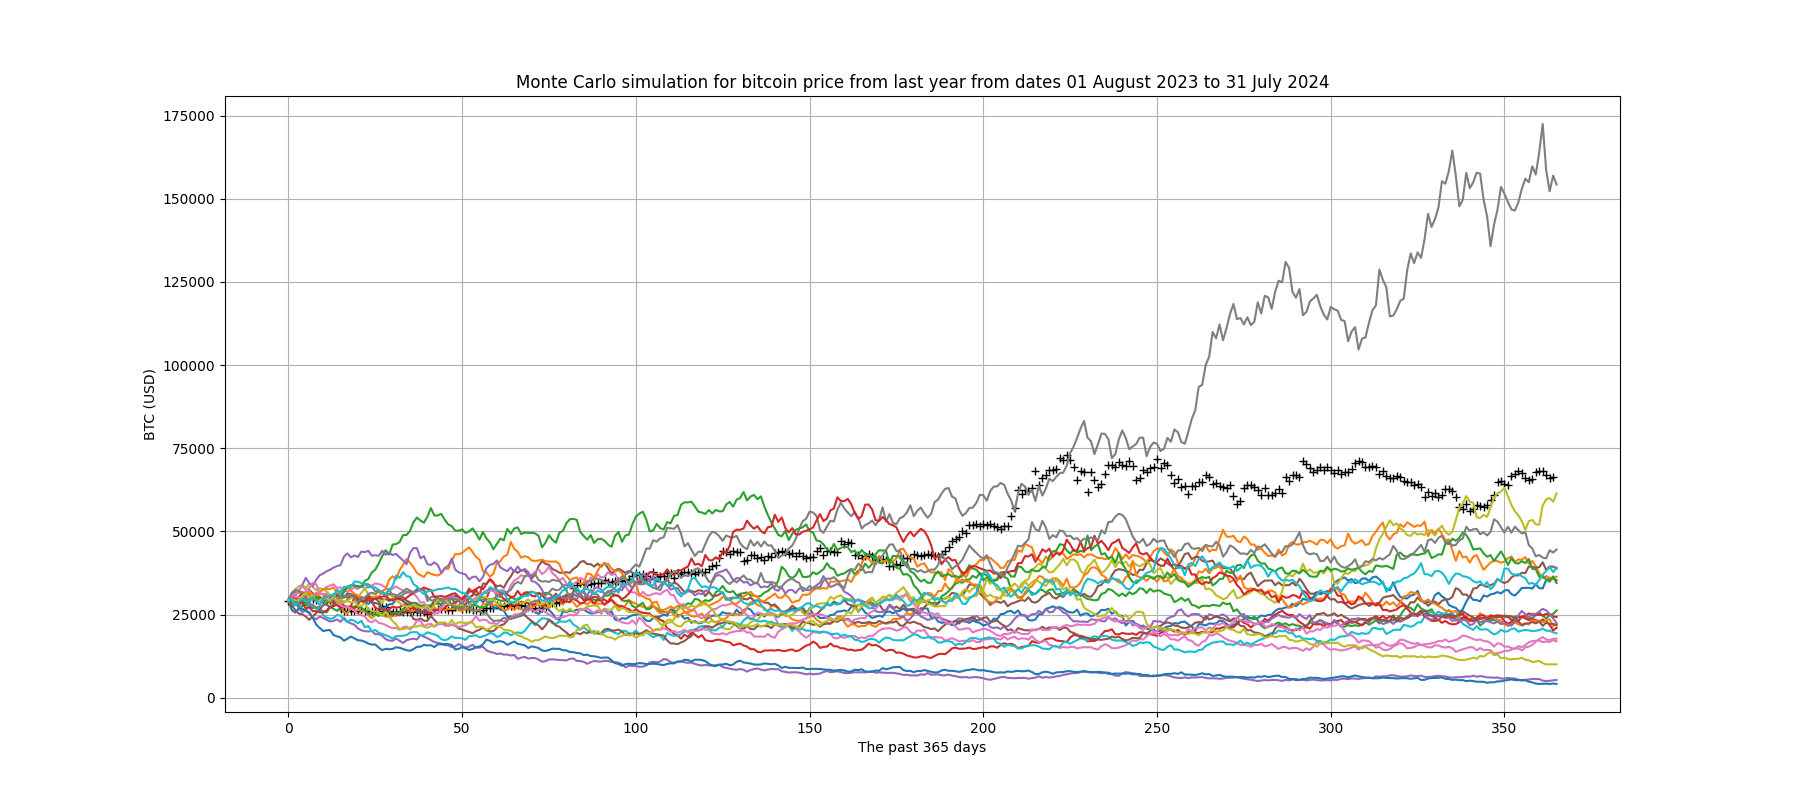 Monte Carlo simulation for bitcoin price from last year from dates 01 August 2023 to 31 July 2024
175000
150000
125000
100000
75000
50000
25000
0
BTC (USD)
0 50 100 150 200 250 300 350
The past 365 days